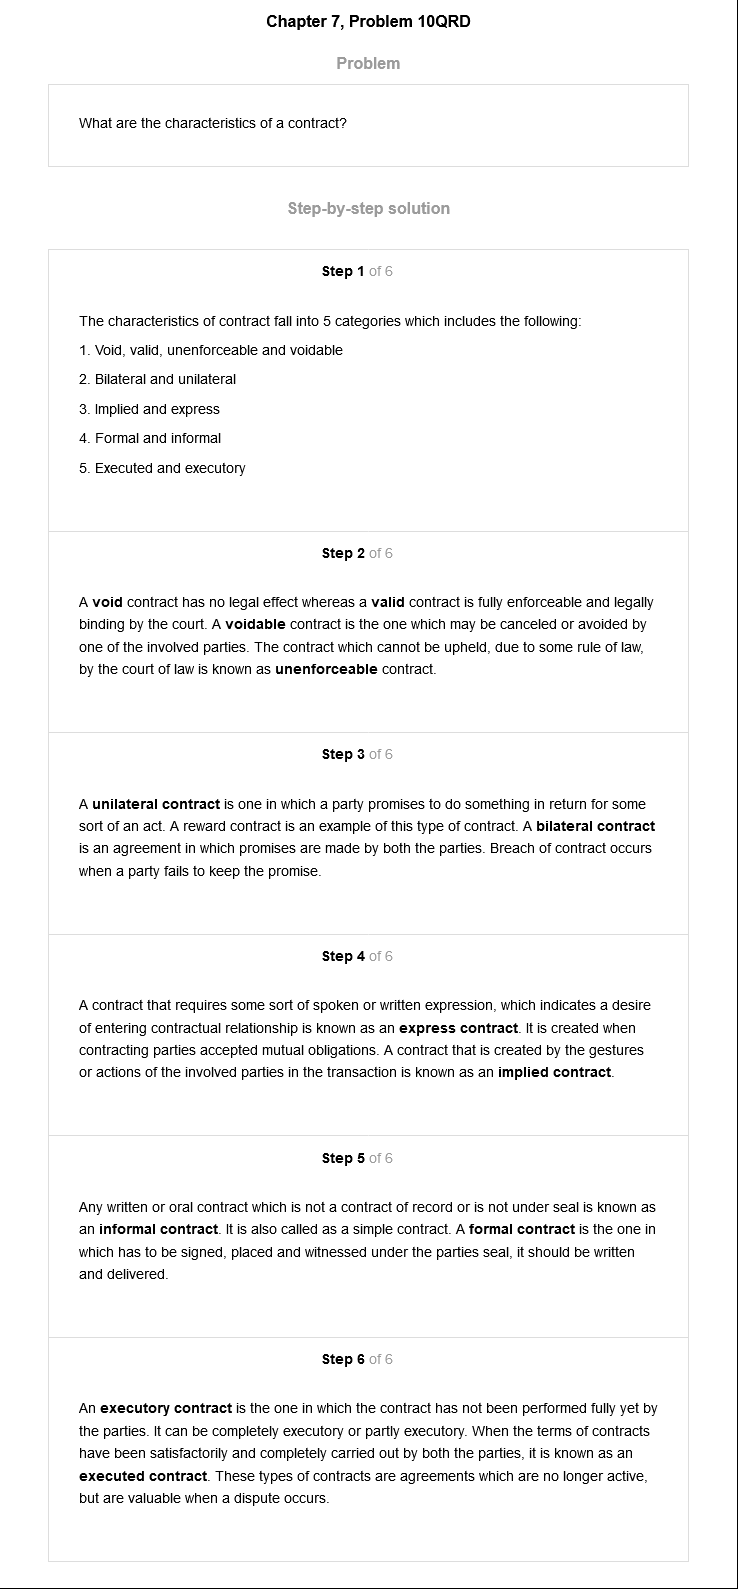 Chapter 7, Problem 10QRD
Problem
What are the characteristics of a contract?
Step-by-step solution
Step 1 of 6
The characteristics of contract fall into 5 categories which includes the following:
1. Void, valid, unenforceable and voidable
2. Bilateral and unilateral
3. Implied and express
4. Formal and informal
5. Executed and executory
Step 2 of 6
A void contract has no legal effect whereas a valid contract is fully enforceable and legally
binding by the court. A voidable contract is the one which may be canceled or avoided by
one of the involved parties. The contract which cannot be upheld, due to some rule of law,
by the court of law is known as unenforceable contract.
Step 3 of 6
A unilateral contract is one in which a party promises to do something in return for some
sort of an act. A reward contract is an example of this type of contract. A bilateral contract
is an agreement in which promises are made by both the parties. Breach of contract occurs
when a party fails to keep the promise.
Step 4 of 6
A contract that requires some sort of spoken or written expression, which indicates a desire
of entering contractual relationship is known as an express contract. It is created when
contracting parties accepted mutual obligations. A contract that is created by the gestures
or actions of the involved parties in the transaction is known as an implied contract.
Step 5 of 6
Any written or oral contract which is not a contract of record or is not under seal is known as
an informal contract. It is also called as a simple contract. A formal contract is the one in
which has to be signed, placed and witnessed under the parties seal, it should be written
and delivered.
Step 6 of 6
An executory contract is the one in which the contract has not been performed fully yet by
the parties. It can be completely executory or partly executory. When the terms of contracts
have been satisfactorily and completely carried out by both the parties, it is known as an
executed contract. These types of contracts are agreements which are no longer active,
but are valuable when a dispute occurs.